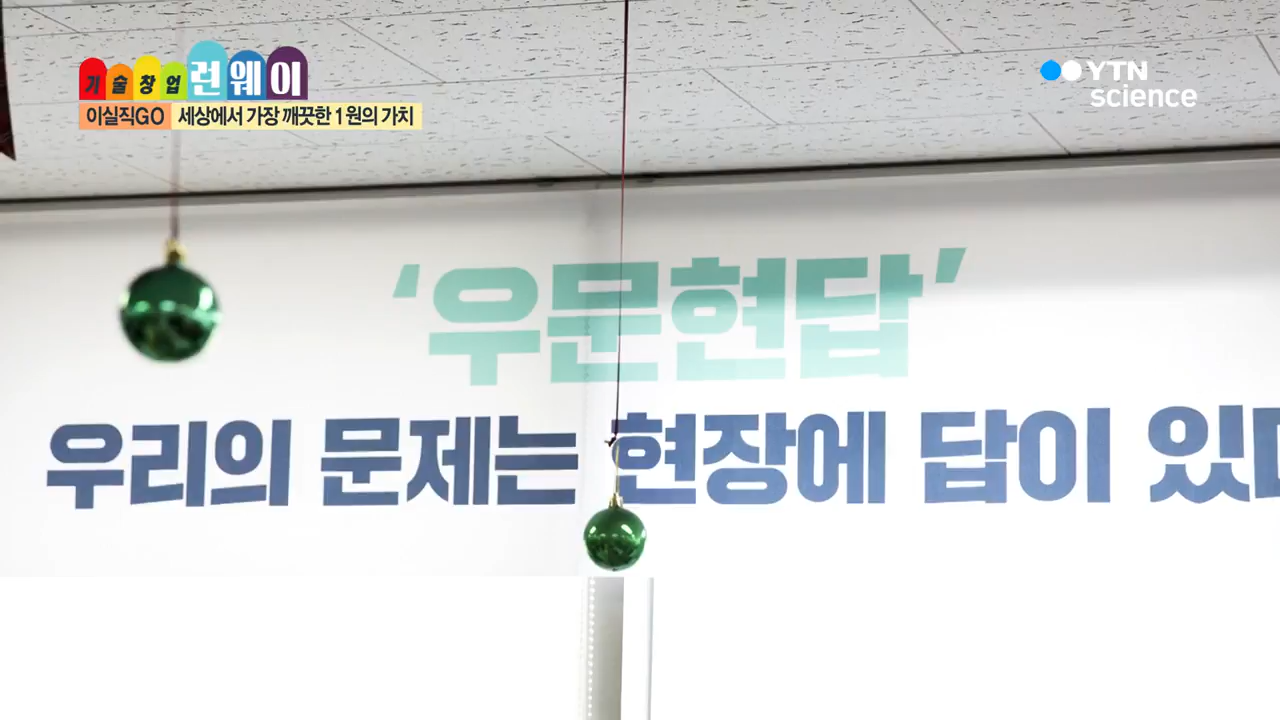 기술창업런웨이
이실직GO 세상에서 가장 깨끗한 1원의 가치
YTN
science
‘우문현답’
우리의 문제는 현장에 답이 있